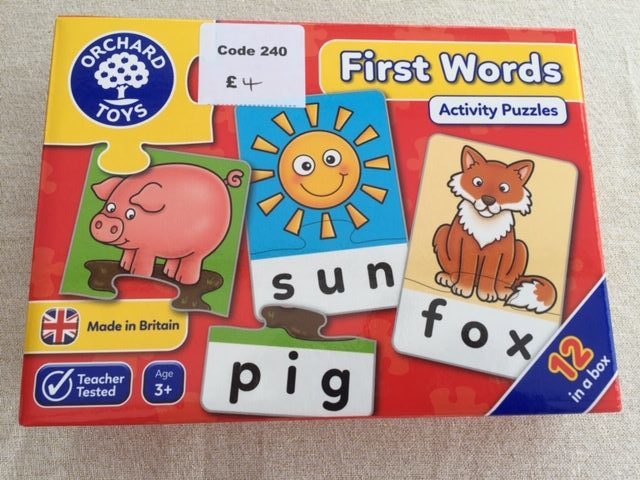 ORCHARD
TOYS
Code 240
£4
First Words
Activity Puzzles
sun
fox
pig
Made in Britain
Teacher
Tested
Age
3+
12
in a box